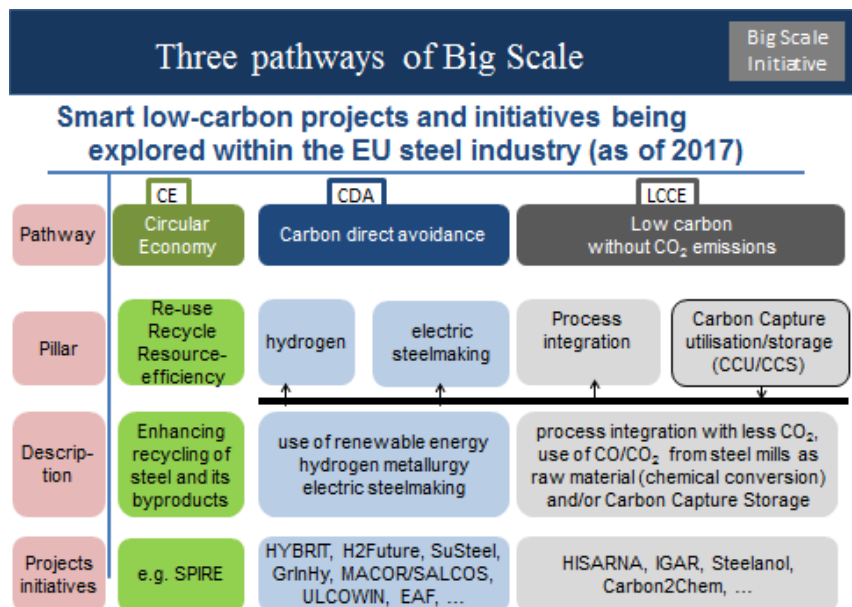 Three pathways of Big Scale
Big Scale
Initiative
Smart low-carbon projects and initiatives being
explored within the EU steel industry (as of 2017)
CE
CDA
LCCE
Pathway
Circular
Economy
Carbon direct avoidance
Low carbon
without CO₂ emissions
Pillar
Re-use
Recycle
Resource-
efficiency
hydrogen
electric
steelmaking
Process
integration
Carbon Capture
utilisation/storage
(CCU/CCS)
Descrip-
tion
Enhancing
recycling of
steel and its
byproducts
use of renewable energy
hydrogen metallurgy
electric steelmaking
process integration with less CO₂,
use of CO/CO₂ from steel mills as
raw material (chemical conversion)
and/or Carbon Capture Storage
Projects
initiatives
e.g. SPIRE
HYBRIT, H2Future, SuSteel,
GrInHy, MACOR/SALCOS,
ULCOWIN, EAF, ...
HISARNA, IGAR, Steelanol,
Carbon2Chem, ...